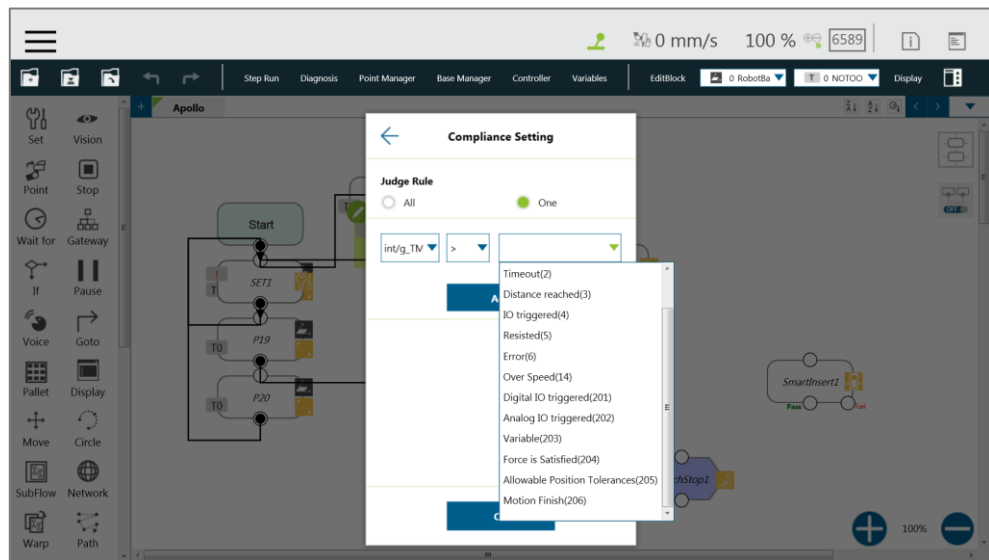 0 mm/s 100 % 6589
Step Run Diagnosis Point Manager Base Manager Controller Variables EditBlock 0 RobotBa T 0 NOTOO Display
+ Apollo
Set Vision
Point Stop
Wait for Gateway
If Pause
Voice Goto
Pallet Display
Move Circle
SubFlow Network
Warp Path
Start
SET1
T
P19
T0
P20
T0
Compliance Setting
Judge Rule
All One
int/g_TM >
Timeout(2)
Distance reached(3)
IO triggered(4)
Resisted(5)
Error(6)
Over Speed(14)
Digital IO triggered(201)
Analog IO triggered(202)
Variable(203)
Force is Satisfied(204)
Allowable Position Tolerances(205)
Motion Finish(206)
OFF
SmartInsert1
Pass Fail
100%